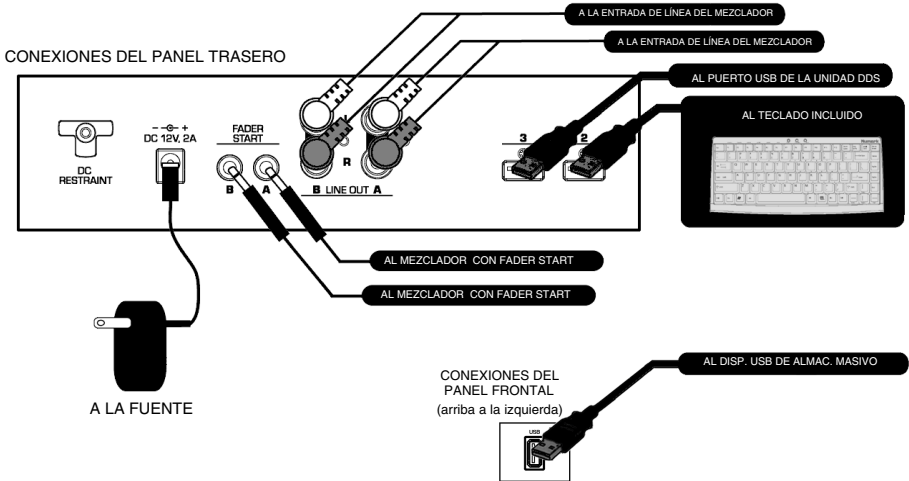 A LA ENTRADA DE LÍNEA DEL MEZCLADOR
A LA ENTRADA DE LÍNEA DEL MEZCLADOR
CONEXIONES DEL PANEL TRASERO
AL PUERTO USB DE LA UNIDAD DDS
AL TECLADO INCLUIDO
DC RESTRAINT
DC 12V, 2A
FADER START
B A
R
B LINE OUT A
3 2
AL MEZCLADOR CON FADER START
AL MEZCLADOR CON FADER START
A LA FUENTE
CONEXIONES DEL
PANEL FRONTAL
(arriba a la izquierda)
USB
AL DISP. USB DE ALMAC. MASIVO